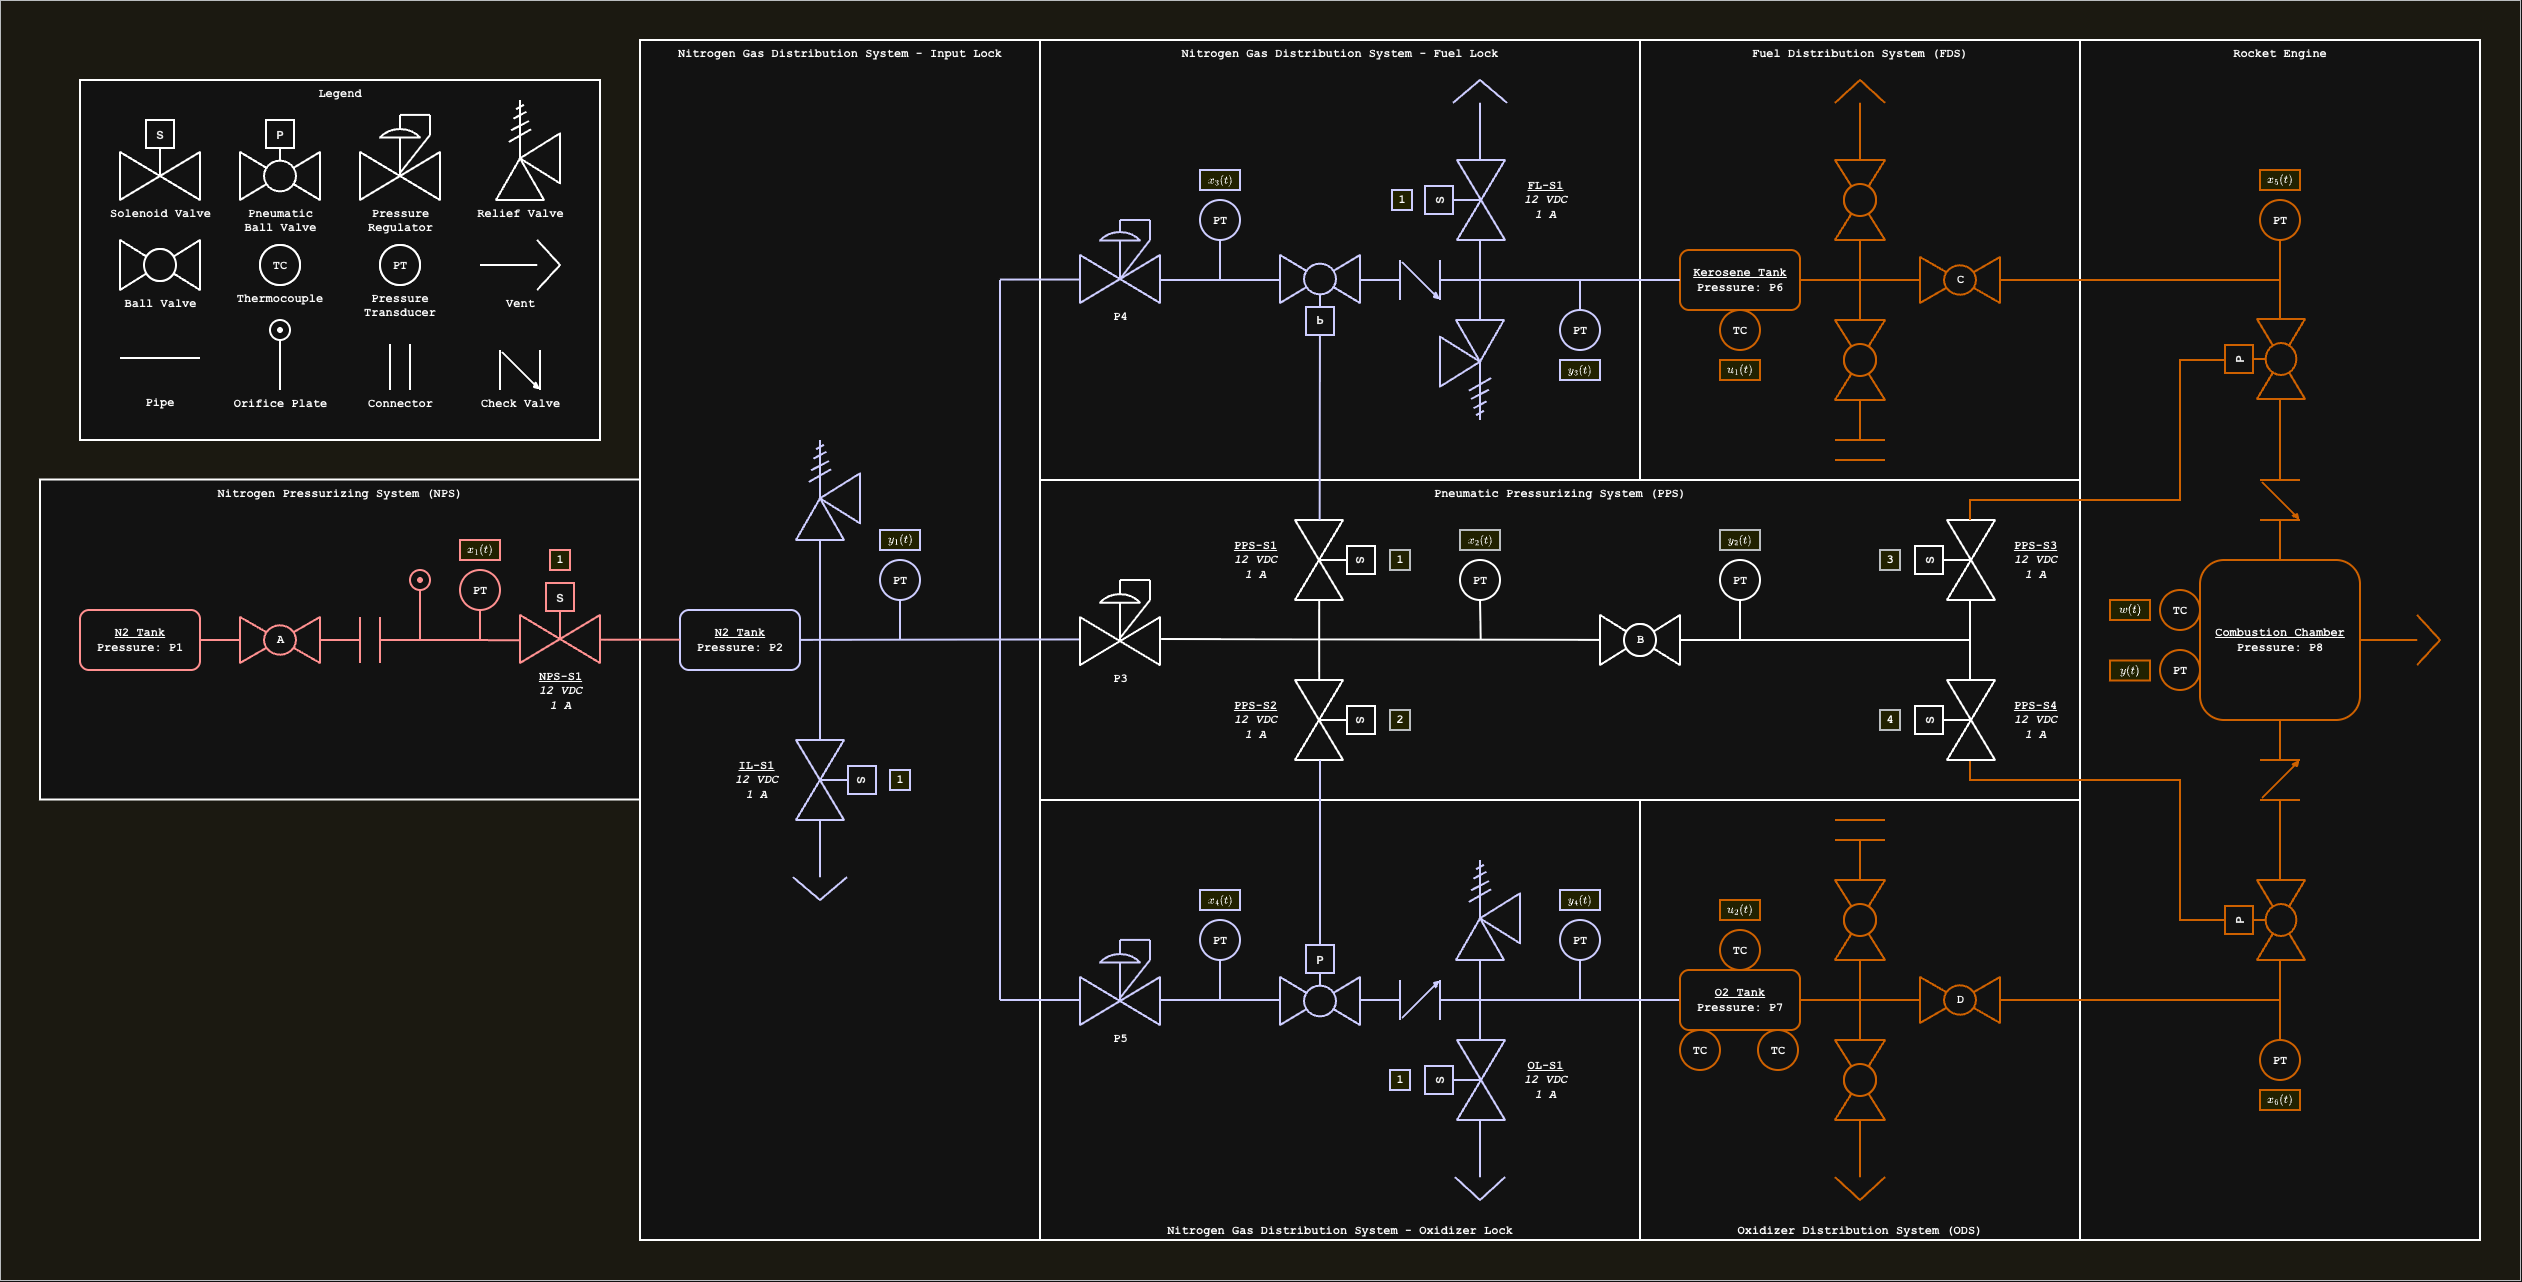 Nitrogen Gas Distribution System - Input Lock
Nitrogen Gas Distribution System - Fuel Lock
Fuel Distribution System (FDS)
Rocket Engine
Legend
S
P
Solenoid Valve
Pneumatic
Ball Valve
Pressure
Regulator
Relief Valve
TC
PT
Ball Valve
Thermocouple
Pressure
Transducer
Vent
Pipe
Orifice Plate
Connector
Check Valve
x₃(t)
PT
P4
b
1
S
FL-S1
12 VDC
1 A
PT
y₃(t)
Kerosene Tank
Pressure: P6
TC
u₁(t)
C
x₅(t)
PT
P
Nitrogen Pressurizing System (NPS)
N2 Tank
Pressure: P1
A
x₁(t)
PT
1
S
NPS-S1
12 VDC
1 A
N2 Tank
Pressure: P2
y₁(t)
PT
IL-S1
12 VDC
1 A
S
1
Pneumatic Pressurizing System (PPS)
P3
PPS-S1
12 VDC
1 A
S
1
x₂(t)
PT
B
y₂(t)
PT
3
S
PPS-S3
12 VDC
1 A
PPS-S2
12 VDC
1 A
S
2
4
S
PPS-S4
12 VDC
1 A
w(t)
TC
y(t)
PT
Combustion Chamber
Pressure: P8
P
x₄(t)
PT
P5
P
y₄(t)
PT
1
S
OL-S1
12 VDC
1 A
u₂(t)
TC
O2 Tank
Pressure: P7
TC
TC
D
PT
x₆(t)
Nitrogen Gas Distribution System - Oxidizer Lock
Oxidizer Distribution System (ODS)